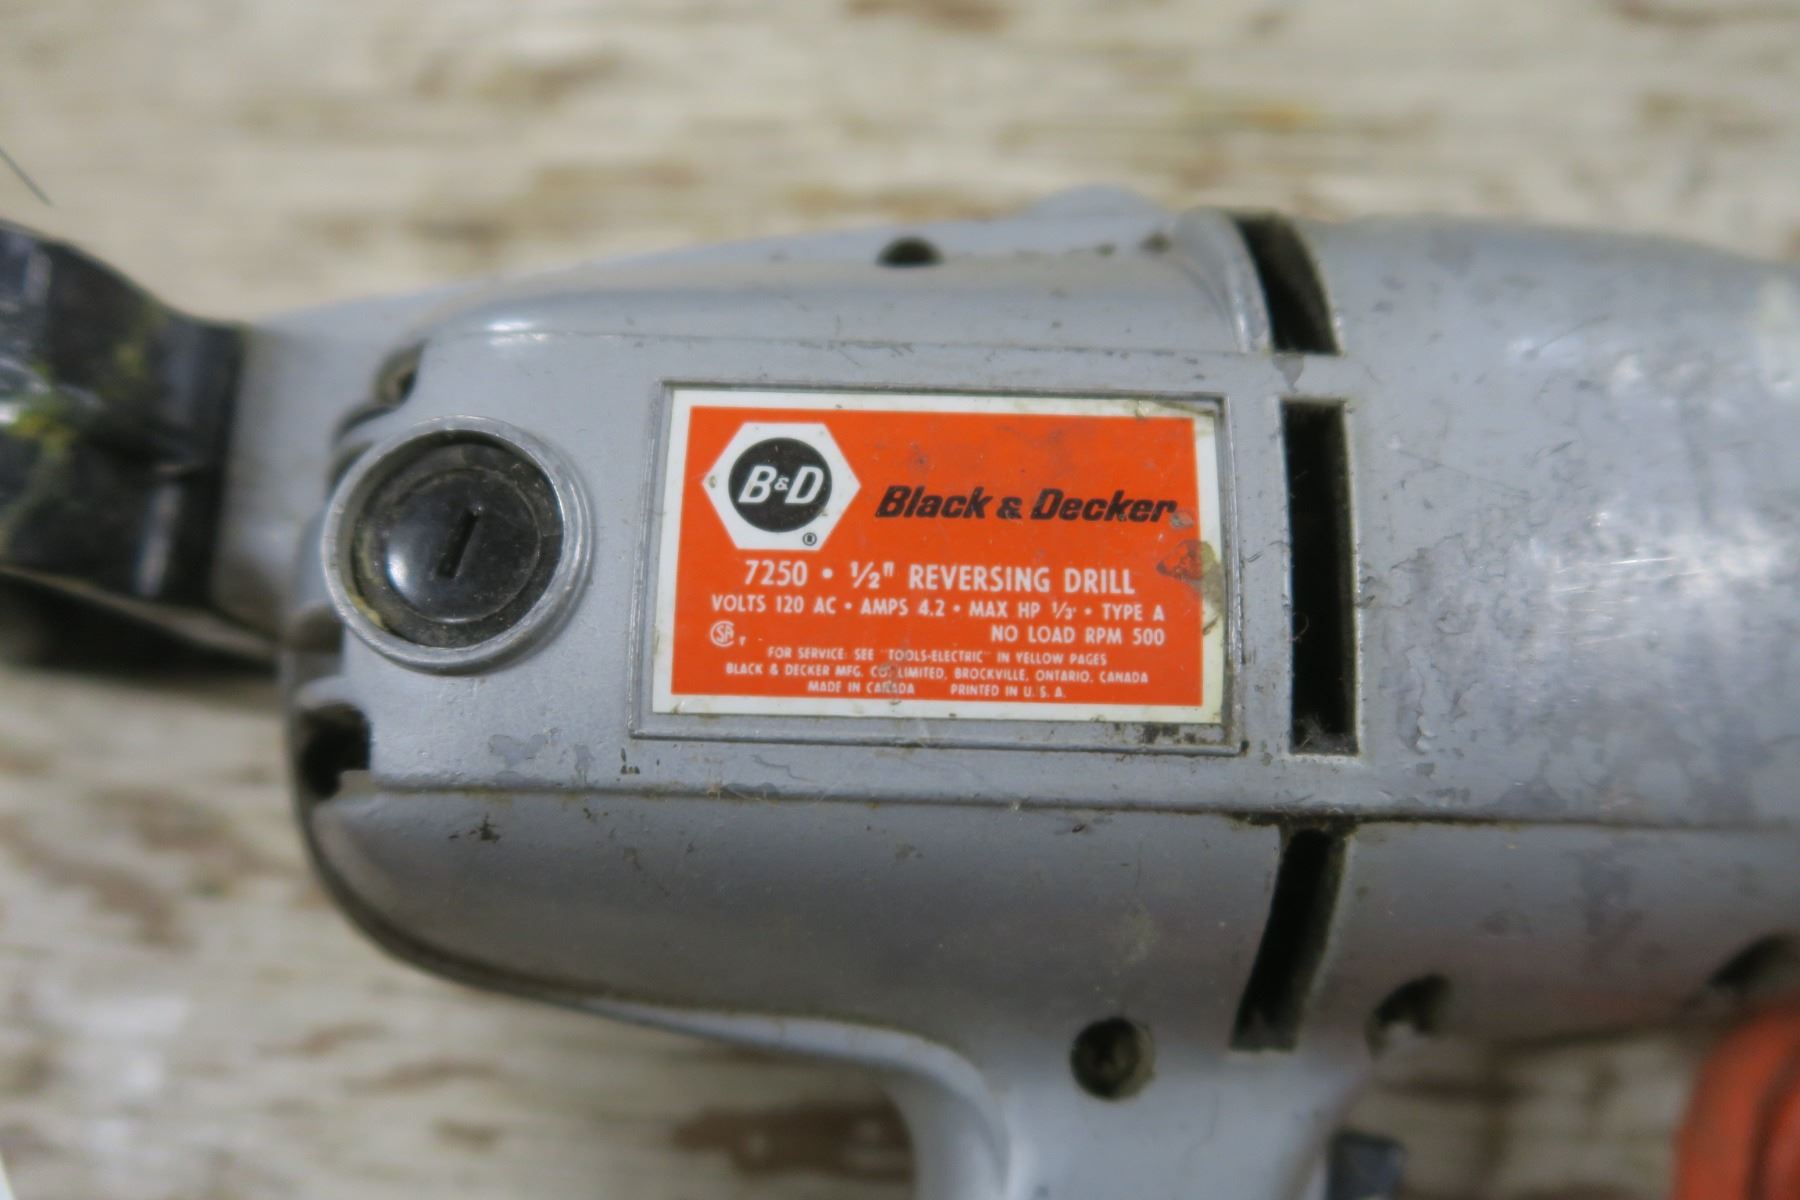 B&D
®
Black & Decker
7250 • 1/2" REVERSING DRILL
VOLTS 120 AC • AMPS 4.2 • MAX HP 1/3 • TYPE A
SA T NO LOAD RPM 500
FOR SERVICE: SEE "TOOLS-ELECTRIC" IN YELLOW PAGES
BLACK & DECKER MFG. CO. LIMITED, BROCKVILLE, ONTARIO, CANADA
MADE IN CANADA PRINTED IN U. S. A.